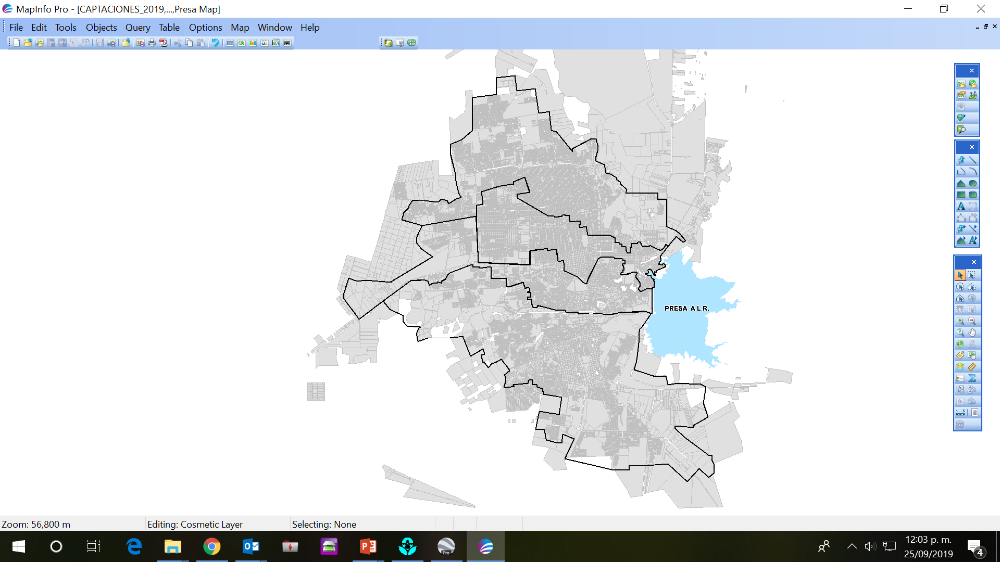 MapInfo Pro - [CAPTACIONES_2019,...,Presa Map]
File Edit Tools Objects Query Table Options Map Window Help
PRESA A.L.R.
Zoom: 56,800 m Editing: Cosmetic Layer Selecting: None
12:03 p. m.
25/09/2019
4